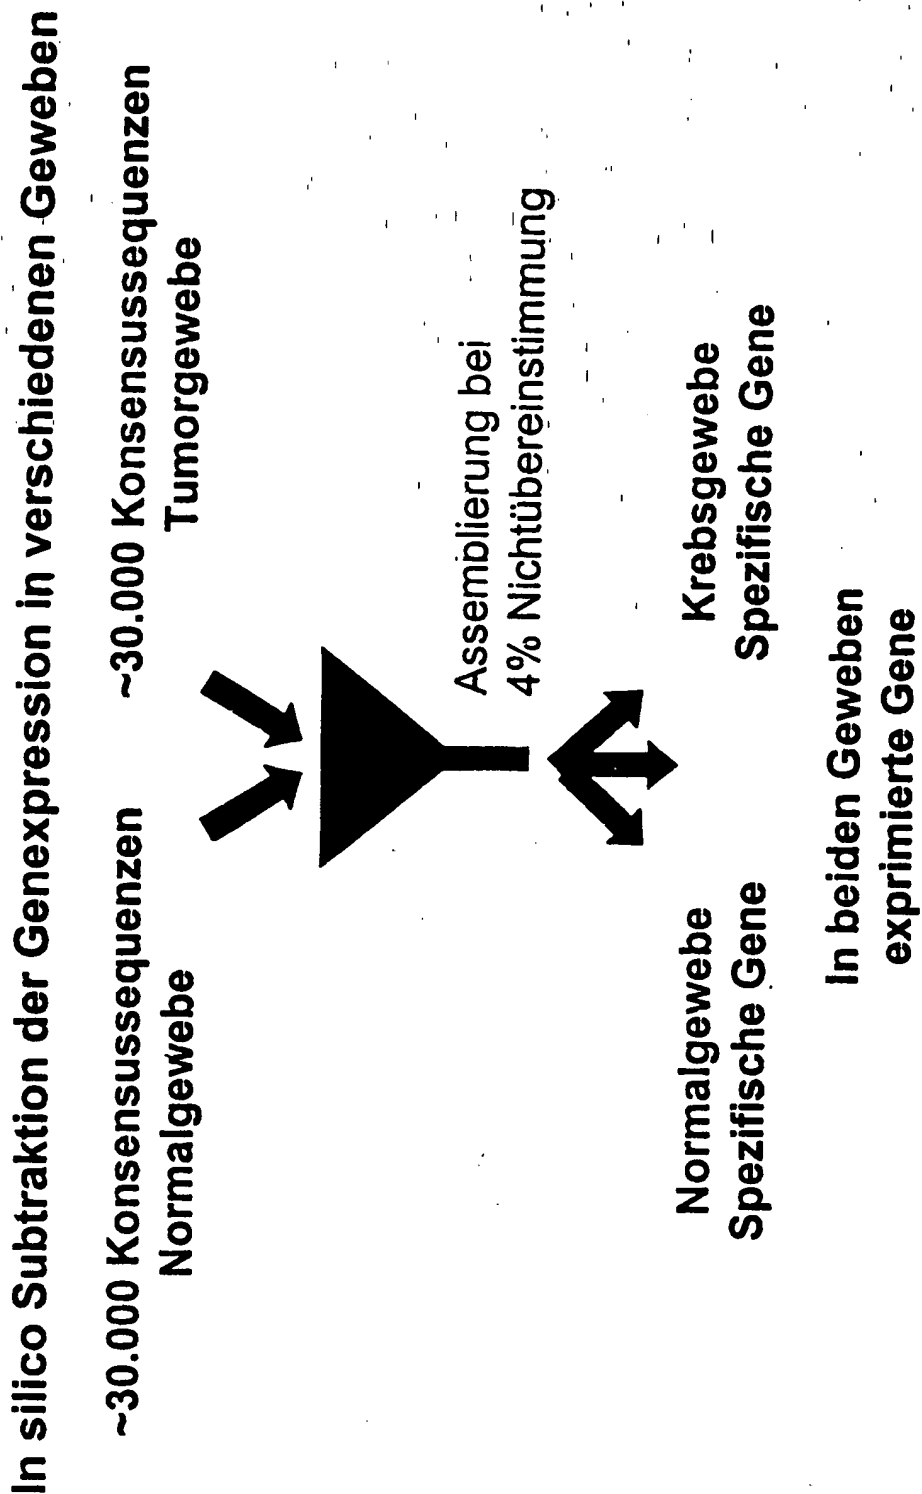 In silico Subtraktion der Genexpression in verschiedenen Geweben
~30.000 Konsensussequenzen
Normalgewebe
~30.000 Konsensussequenzen
Tumorgewebe
Assemblierung bei
4% Nichtübereinstimmung
Normalgewebe
Spezifische Gene
Krebsgewebe
Spezifische Gene
In beiden Geweben
exprimierte Gene